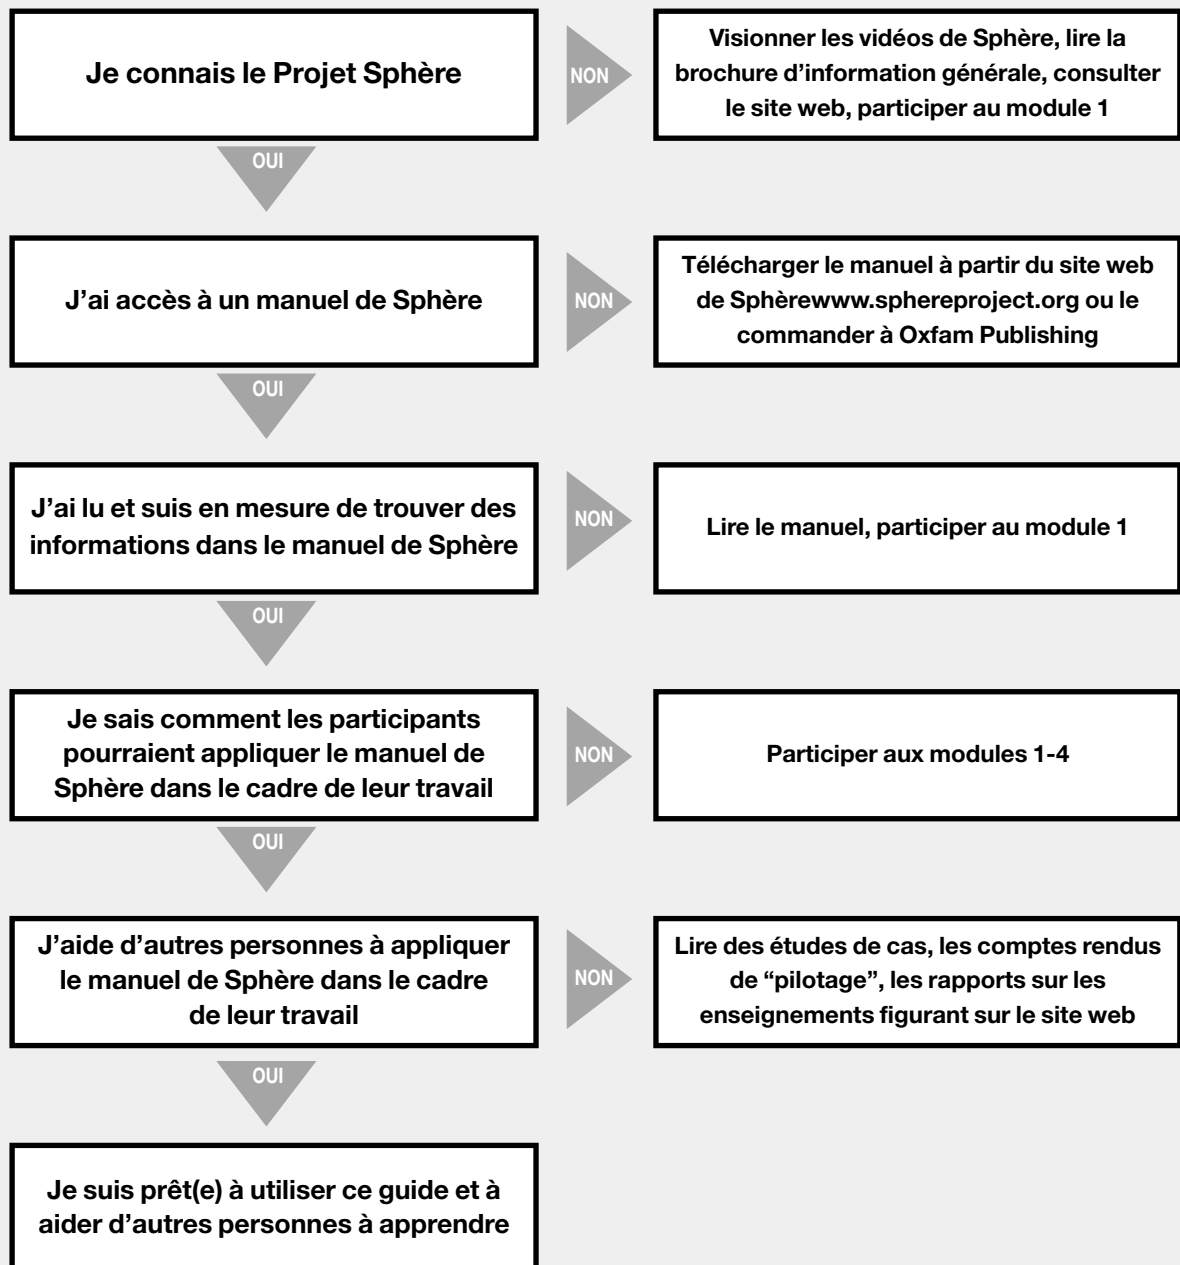 Je connais le Projet Sphère
NON
Visionner les vidéos de Sphère, lire la
brochure d’information générale, consulter
le site web, participer au module 1
OUI
J’ai accès à un manuel de Sphère
NON
Télécharger le manuel à partir du site web
de Sphèrewww.sphereproject.org ou le
commander à Oxfam Publishing
OUI
J’ai lu et suis en mesure de trouver des
informations dans le manuel de Sphère
NON
Lire le manuel, participer au module 1
OUI
Je sais comment les participants
pourraient appliquer le manuel de
Sphère dans le cadre de leur travail
NON
Participer aux modules 1-4
OUI
J’aide d’autres personnes à appliquer
le manuel de Sphère dans le cadre
de leur travail
NON
Lire des études de cas, les comptes rendus
de “pilotage”, les rapports sur les
enseignements figurant sur le site web
OUI
Je suis prêt(e) à utiliser ce guide et à
aider d’autres personnes à apprendre